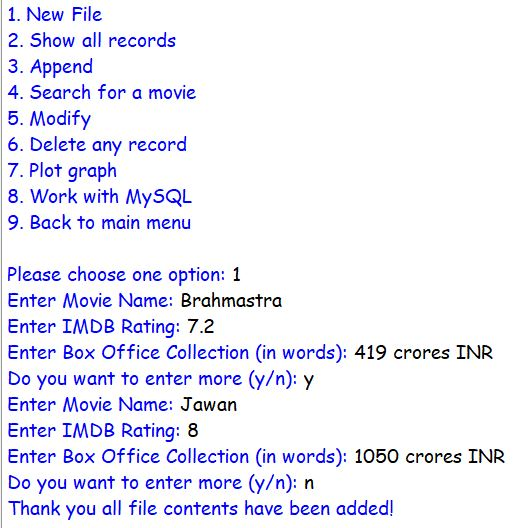 1. New File
2. Show all records
3. Append
4. Search for a movie
5. Modify
6. Delete any record
7. Plot graph
8. Work with MySQL
9. Back to main menu
Please choose one option: 1
Enter Movie Name: Brahmastra
Enter IMDB Rating: 7.2
Enter Box Office Collection (in words): 419 crores INR
Do you want to enter more (y/n): y
Enter Movie Name: Jawan
Enter IMDB Rating: 8
Enter Box Office Collection (in words): 1050 crores INR
Do you want to enter more (y/n): n
Thank you all file contents have been added!